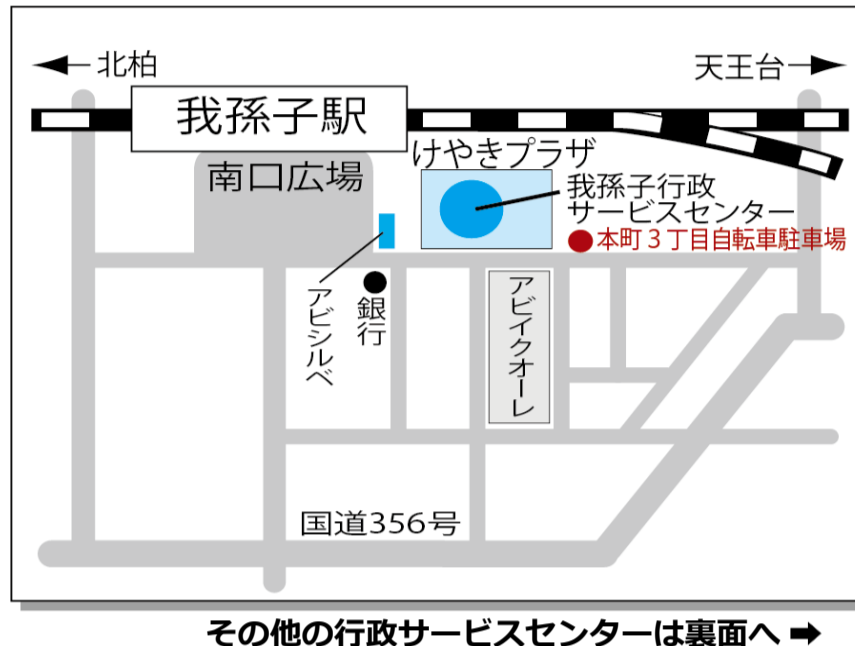 北柏
天王台
我孫子駅
けやきプラザ
南口広場
我孫子行政
サービスセンター
本町3丁目自転車駐車場
アビシルベ
銀行
アビイクオーレ
国道356号
その他の行政サービスセンターは裏面へ ➡